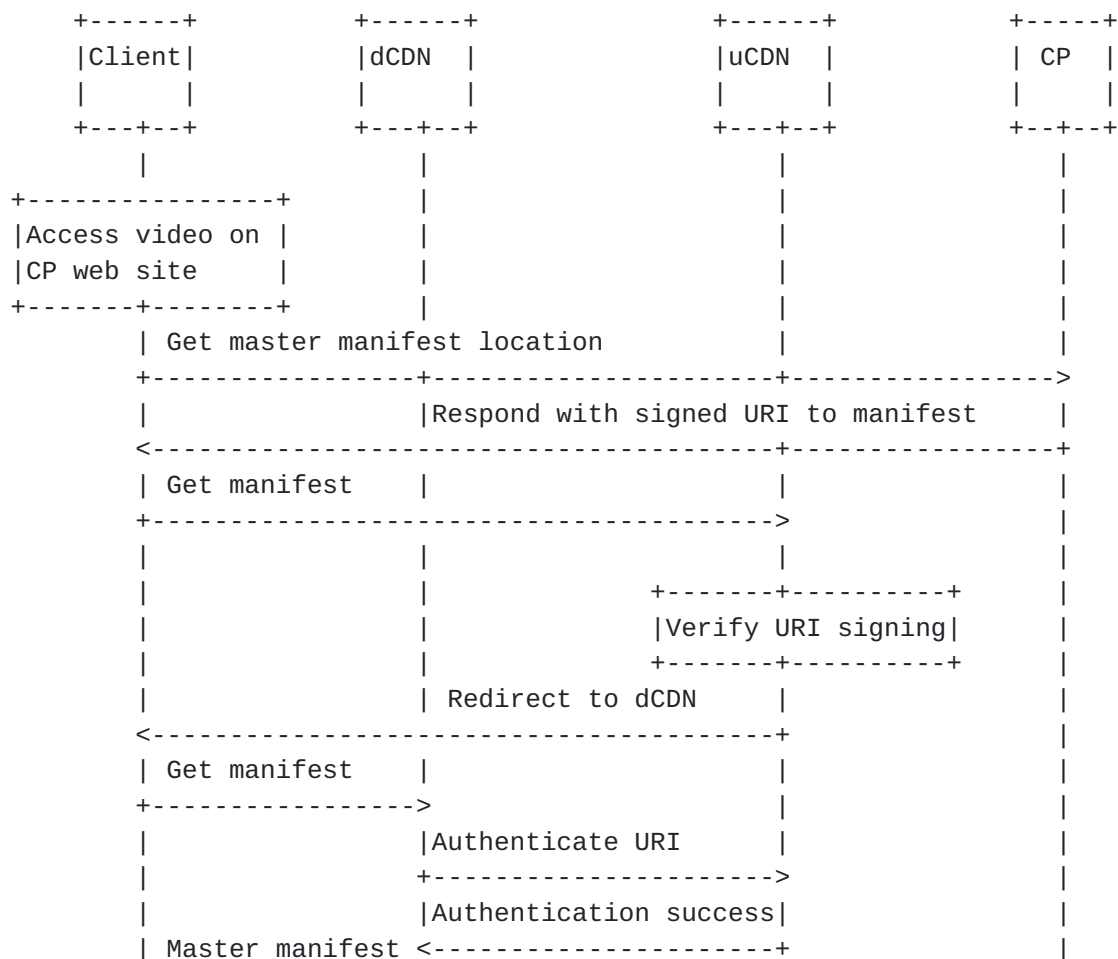 +------+ +------+ +------+ +-----+
|Client| |dCDN | |uCDN | | CP |
| | | | | | | |
+---+--+ +---+--+ +---+--+ +--+--+
| | | |
+----------------+ | | |
|Access video on | | | |
|CP web site | | | |
+-------+--------+ | | |
| Get master manifest location | |
+-----------------+----------------------+----------------->
| |Respond with signed URI to manifest |
<----------------------------------------+-----------------+
| Get manifest | | |
+----------------------------------------> |
| | | |
| | +-------+----------+ |
| | |Verify URI signing| |
| | +-------+----------+ |
| | Redirect to dCDN | |
<----------------------------------------+ |
| Get manifest | | |
+-----------------> | |
| |Authenticate URI | |
| +----------------------> |
| |Authentication success| |
| Master manifest <----------------------+ |